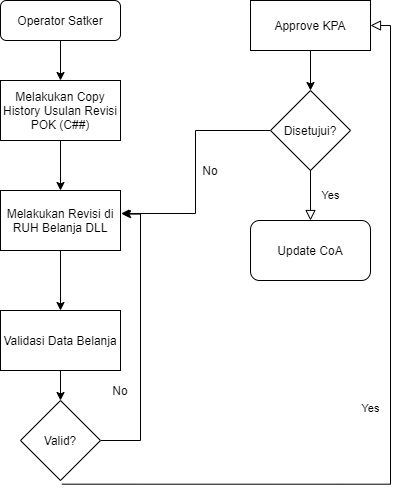 Operator Satker
Melakukan Copy
History Usulan Revisi
POK (C##)
Melakukan Revisi di
RUH Belanja DLL
Validasi Data Belanja
No
Valid?
Approve KPA
Disetujui?
No
Yes
Update CoA
Yes